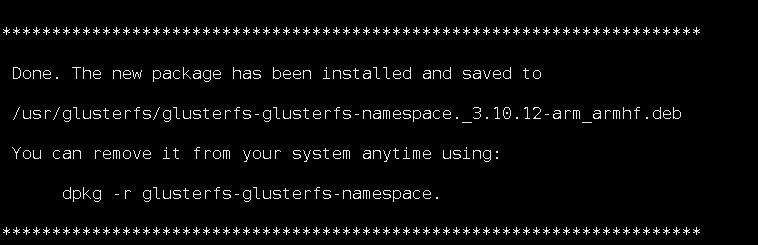 **********************************************************************
Done. The new package has been installed and saved to
/usr/glusterfs/glusterfs-glusterfs-namespace._3.10.12-arm_armhf.deb
You can remove it from your system anytime using:
dpkg -r glusterfs-glusterfs-namespace.
**********************************************************************